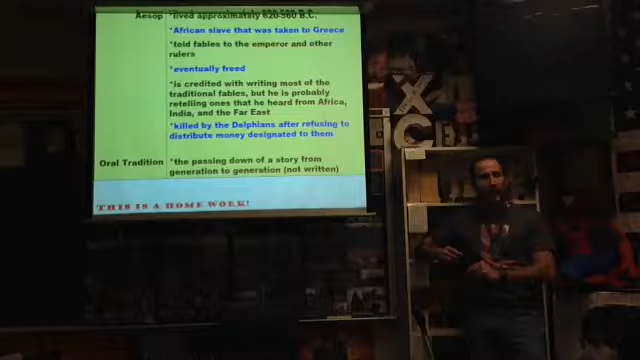 Aesop *lived approximately 620-560 B.C.
*African slave that was taken to Greece
*told fables to the emperor and other
rulers
*eventually freed
*is credited with writing most of the
traditional fables, but he is probably
retelling ones that he heard from Africa,
India, and the Far East
*killed by the Delphians after refusing to
distribute money designated to them
Oral Tradition *the passing down of a story from
generation to generation (not written)
THIS IS A HOME WORK!
X
C